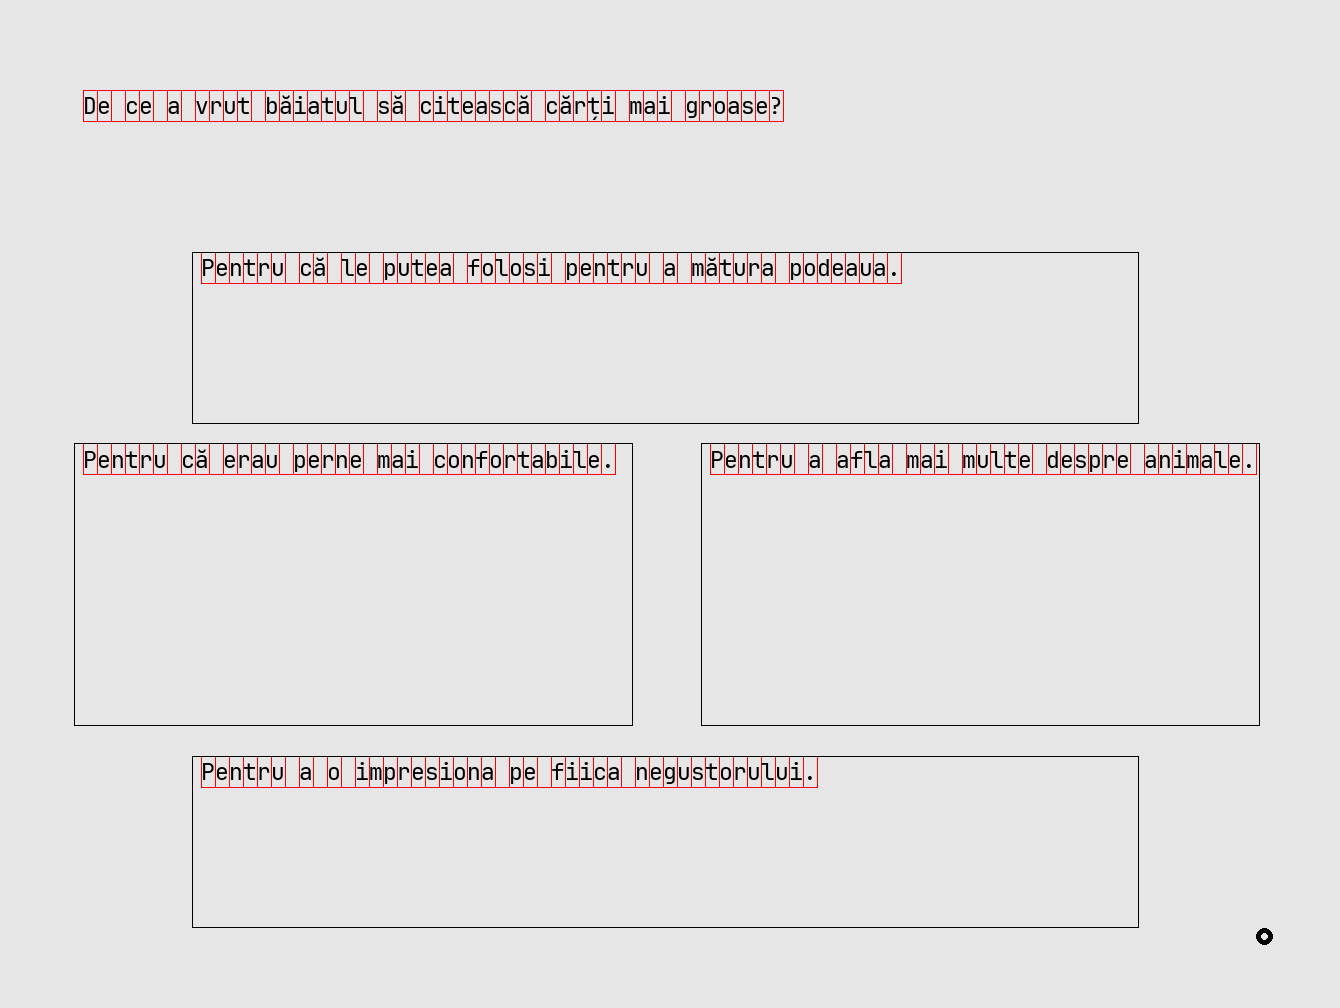 De ce a vrut băiatul să citească cărți mai groase?
Pentru că le putea folosi pentru a mătura podeaua.
Pentru că erau perne mai confortabile.
Pentru a afla mai multe despre animale.
Pentru a o impresiona pe fiica negustorului.